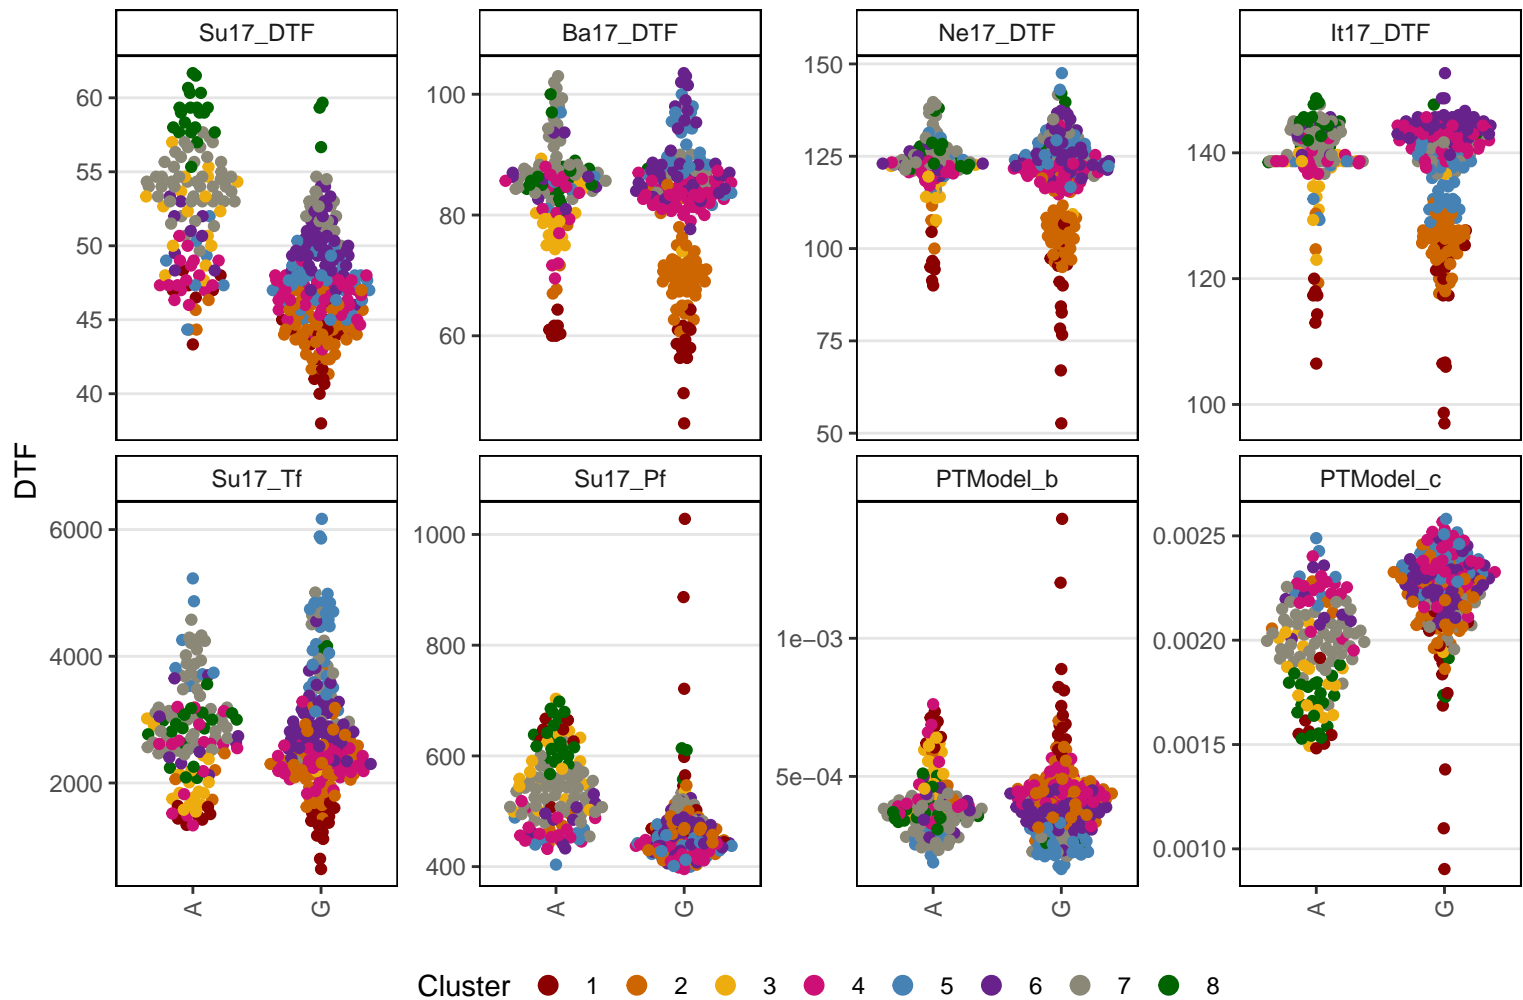 Su17_DTF Ba17_DTF Ne17_DTF It17_DTF
60 100 150 140
55 80 125 120
50 60 100 100
45 75
40 50
DTF
Su17_Tf Su17_Pf PTModel_b PTModel_c
6000 1000 1e−03 0.0025
4000 800 5e−04 0.0020
2000 600 0.0015
400 0.0010
A G A G A G A G
Cluster 1 2 3 4 5 6 7 8